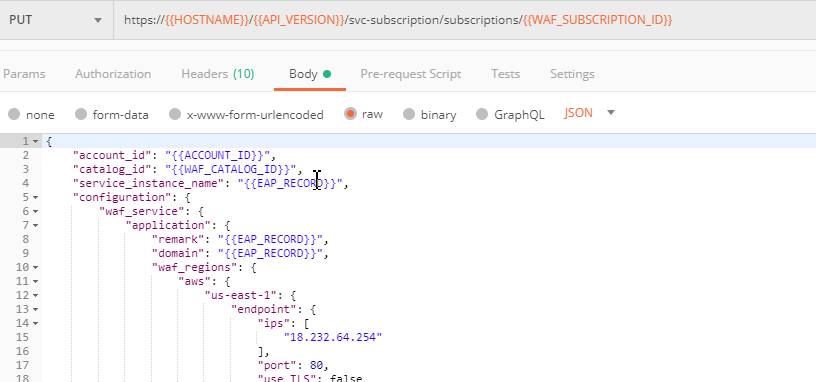 PUT https://{{HOSTNAME}}/{{API_VERSION}}/svc-subscription/subscriptions/{{WAF_SUBSCRIPTION_ID}}
Params Authorization Headers (10) Body Pre-request Script Tests Settings
none form-data x-www-form-urlencoded raw binary GraphQL JSON
1 {
2 "account_id": "{{ACCOUNT_ID}}",
3 "catalog_id": "{{WAF_CATALOG_ID}}",
4 "service_instance_name": "{{EAP_RECORD}}",
5 "configuration": {
6 "waf_service": {
7 "application": {
8 "remark": "{{EAP_RECORD}}",
9 "domain": "{{EAP_RECORD}}",
10 "waf_regions": {
11 "aws": {
12 "us-east-1": {
13 "endpoint": {
14 "ips": [
15 "18.232.64.254"
16 ],
17 "port": 80,
18 "use_TLS": false